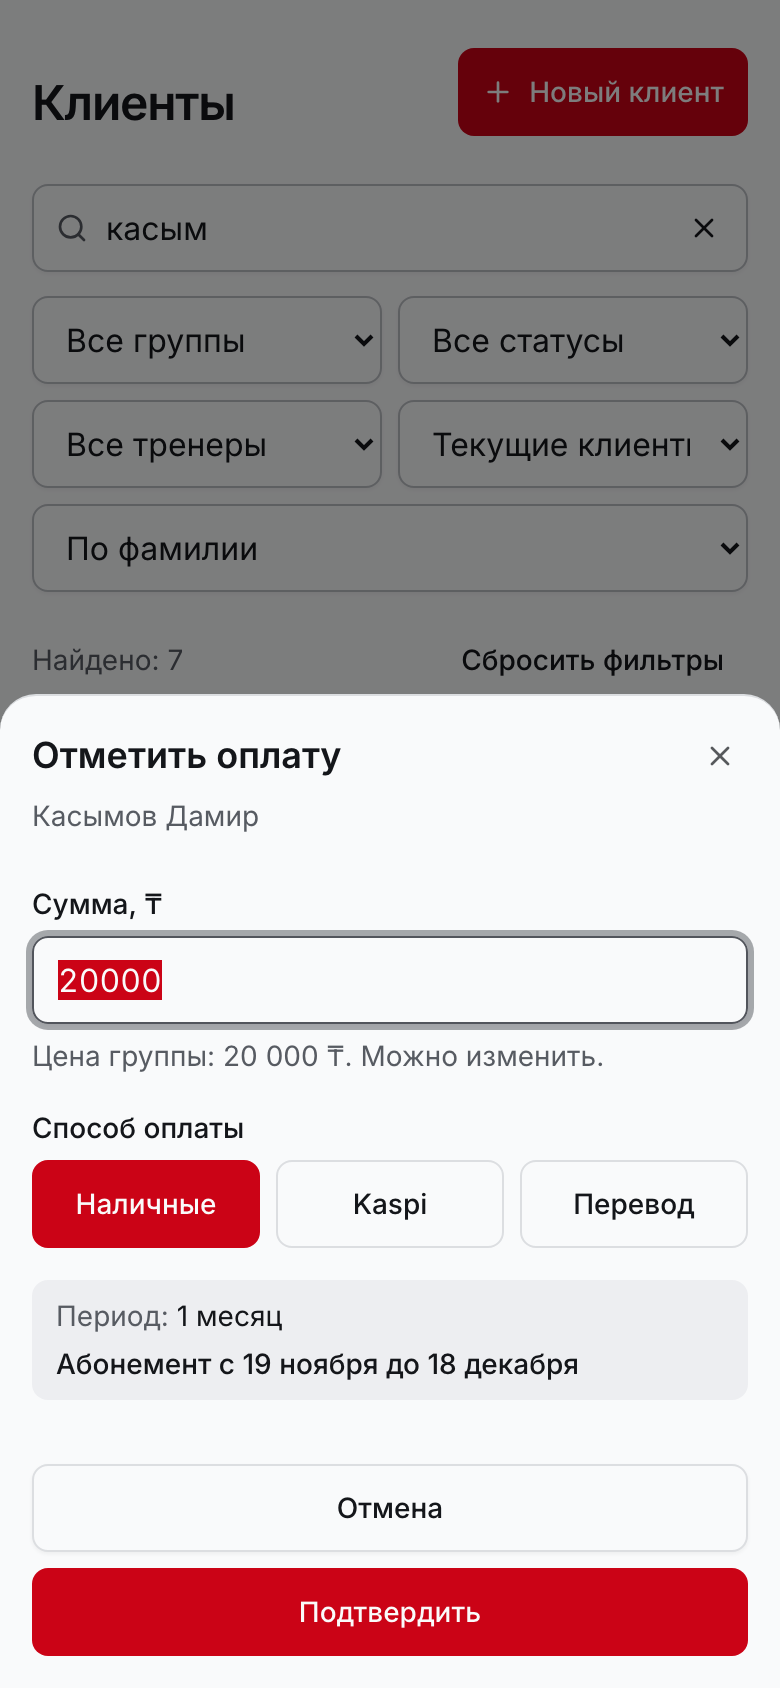 Клиенты
Новый клиент
касым
Все группы
Все статусы
Все тренеры
Текущие клиенты
По фамилии
Найдено: 7
Сбросить фильтры
Отметить оплату
Касымов Дамир
Сумма, ₸
20000
Цена группы: 20 000 ₸. Можно изменить.
Способ оплаты
Наличные
Kaspi
Перевод
Период: 1 месяц
Абонемент с 19 ноября до 18 декабря
Отмена
Подтвердить